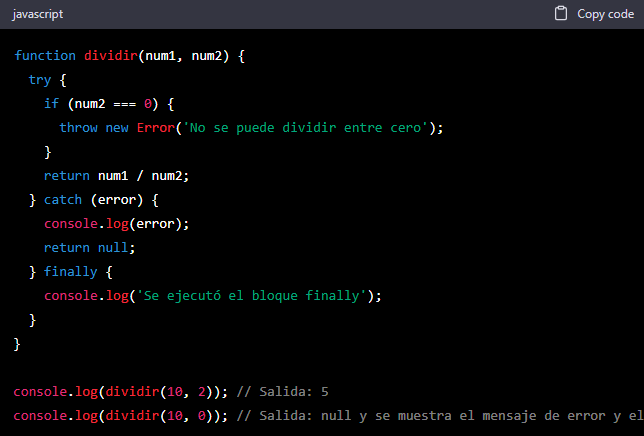 javascript Copy code
function dividir(num1, num2) {
  try {
    if (num2 === 0) {
      throw new Error('No se puede dividir entre cero');
    }
    return num1 / num2;
  } catch (error) {
    console.log(error);
    return null;
  } finally {
    console.log('Se ejecutó el bloque finally');
  }
}
console.log(dividir(10, 2)); // Salida: 5
console.log(dividir(10, 0)); // Salida: null y se muestra el mensaje de error y el